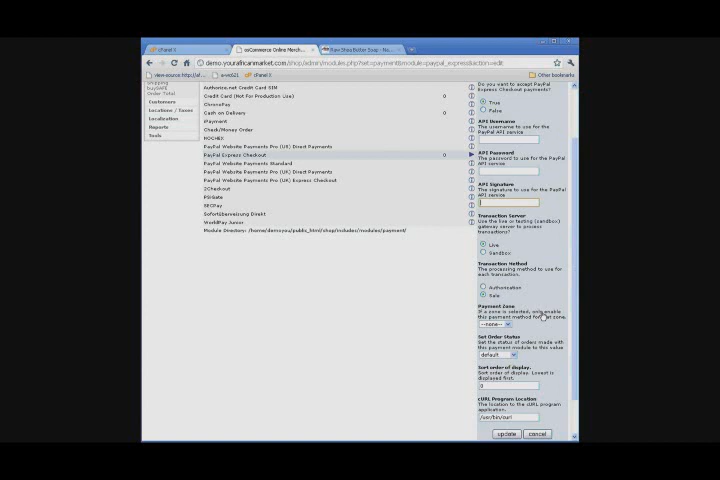 cPanel X
osCommerce Online Merch...
Raw Shea Butter Soap - No...
demo.yourafricanmarket.com/shop/admin/modules.php?set=payment&module=paypal_express&action=edit
view-source:http://af...
cPanel X
Other bookmarks
Shipping
buySAFE
Order Total
Customers
Locations / Taxes
Localization
Reports
Tools
Authorize.net Credit Card SIM
Credit Card (Not For Production Use) 0
ChronoPay
Cash on Delivery 0
iPayment
Check/Money Order
NOCHEX
PayPal Website Payments Pro (US) Direct Payments
PayPal Express Checkout 0
PayPal Website Payments Standard
PayPal Website Payments Pro (UK) Direct Payments
PayPal Website Payments Pro (UK) Express Checkout
2Checkout
PSiGate
SECPay
Sofortüberweisung Direkt
WorldPay Junior
Module Directory: /home/demoyou/public_html/shop/includes/modules/payment/
Do you want to accept PayPal
Express Checkout payments?
True
False
API Username
The username to use for the
PayPal API service
API Password
The password to use for the PayPal
API service
API Signature
The signature to use for the PayPal
API service
Transaction Server
Use the live or testing (sandbox)
gateway server to process
transactions?
Live
Sandbox
Transaction Method
The processing method to use for
each transaction.
Authorization
Sale
Payment Zone
If a zone is selected, only enable
this payment method for that zone.
--none--
Set Order Status
Set the status of orders made with
this payment module to this value
default
Sort order of display.
Sort order of display. Lowest is
displayed first.
0
cURL Program Location
The location to the cURL program
application.
/usr/bin/curl
update cancel